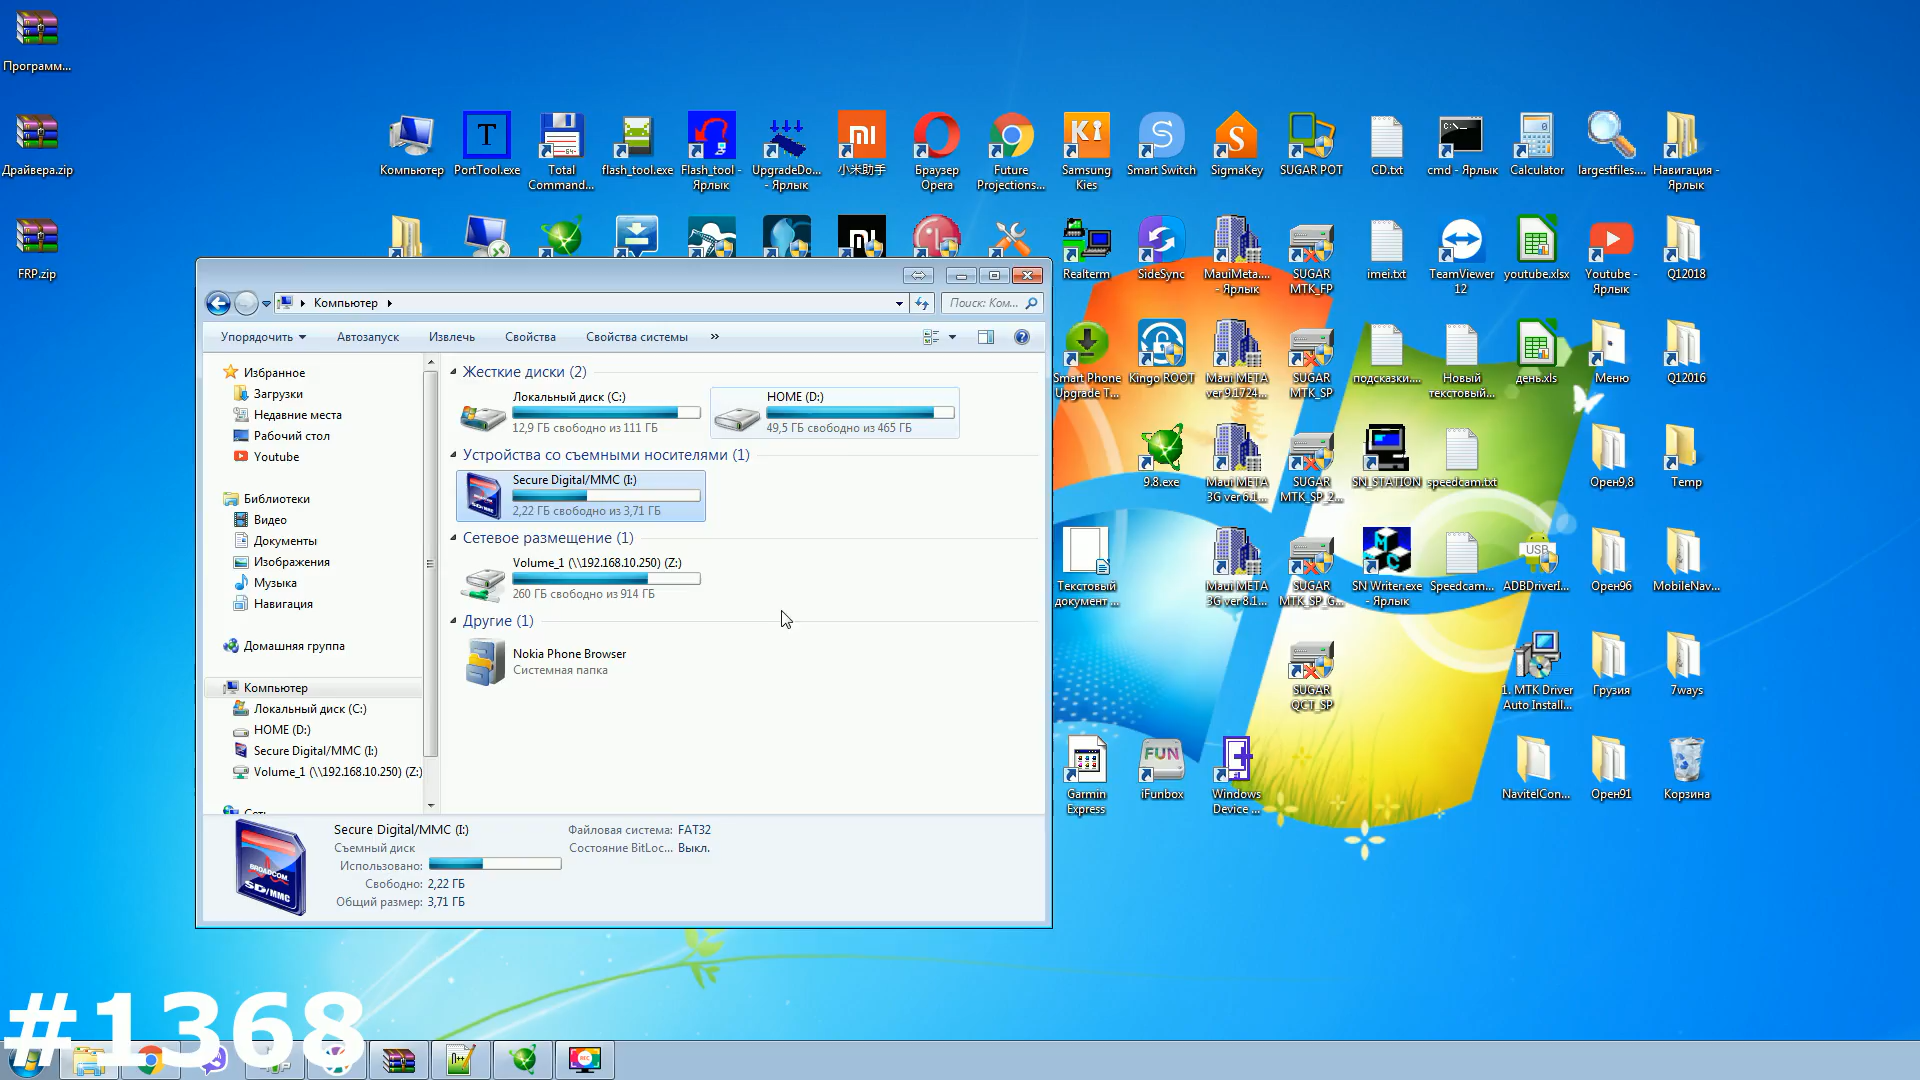 Программ...
Драйвера.zip
FRP.zip
Компьютер
PortTool.exe
Total
Command...
flash_tool.exe
Flash_tool -
Ярлык
UpgradeDo...
- Ярлык
小米助手
Браузер
Opera
Future
Projections...
Samsung
Kies
Smart Switch
SigmaKey
SUGAR POT
CD.txt
cmd - Ярлык
Calculator
largestfiles....
Навигация -
Ярлык
Realterm
SideSync
MauiMeta....
- Ярлык
SUGAR
MTK_FP
imei.txt
TeamViewer
12
youtube.xlsx
Youtube -
Ярлык
Q12018
Smart Phone
Upgrade T...
Kingo ROOT
Maui META
ver 9.1724...
SUGAR
MTK_SP
подсказки....
Новый
текстовый...
день.xls
Меню
Q12016
9.8.exe
Maui META
3G ver 6.1...
SUGAR
MTK_SP_2...
SN_STATION
speedcam.txt
Орен9,8
Temp
Текстовый
документ ...
Maui META
3G ver 8.1...
SUGAR
MTK_SP_G...
SN Writer.exe
- Ярлык
Speedcam...
ADBDriverI...
Орен96
MobileNav...
SUGAR
QCT_SP
1. MTK Driver
Auto Install...
Грузия
7ways
Garmin
Express
iFunbox
Windows
Device ...
NavitelCon...
Орен91
Корзина
Компьютер
Поиск: Ком...
Упорядочить
Автозапуск
Извлечь
Свойства
Свойства системы
»
Избранное
Загрузки
Недавние места
Рабочий стол
Youtube
Библиотеки
Видео
Документы
Изображения
Музыка
Навигация
Домашняя группа
Компьютер
Локальный диск (C:)
HOME (D:)
Secure Digital/MMC (I:)
Volume_1 (\\192.168.10.250) (Z:)
Жесткие диски (2)
Локальный диск (C:)
12,9 ГБ свободно из 111 ГБ
HOME (D:)
49,5 ГБ свободно из 465 ГБ
Устройства со съемными носителями (1)
Secure Digital/MMC (I:)
2,22 ГБ свободно из 3,71 ГБ
Сетевое размещение (1)
Volume_1 (\\192.168.10.250) (Z:)
260 ГБ свободно из 914 ГБ
Другие (1)
Nokia Phone Browser
Системная папка
BROADCOM.
SD/MMC
Secure Digital/MMC (I:)
Съемный диск
Использовано:
Свободно: 2,22 ГБ
Общий размер: 3,71 ГБ
Файловая система: FAT32
Состояние BitLoc... Выкл.
#1368